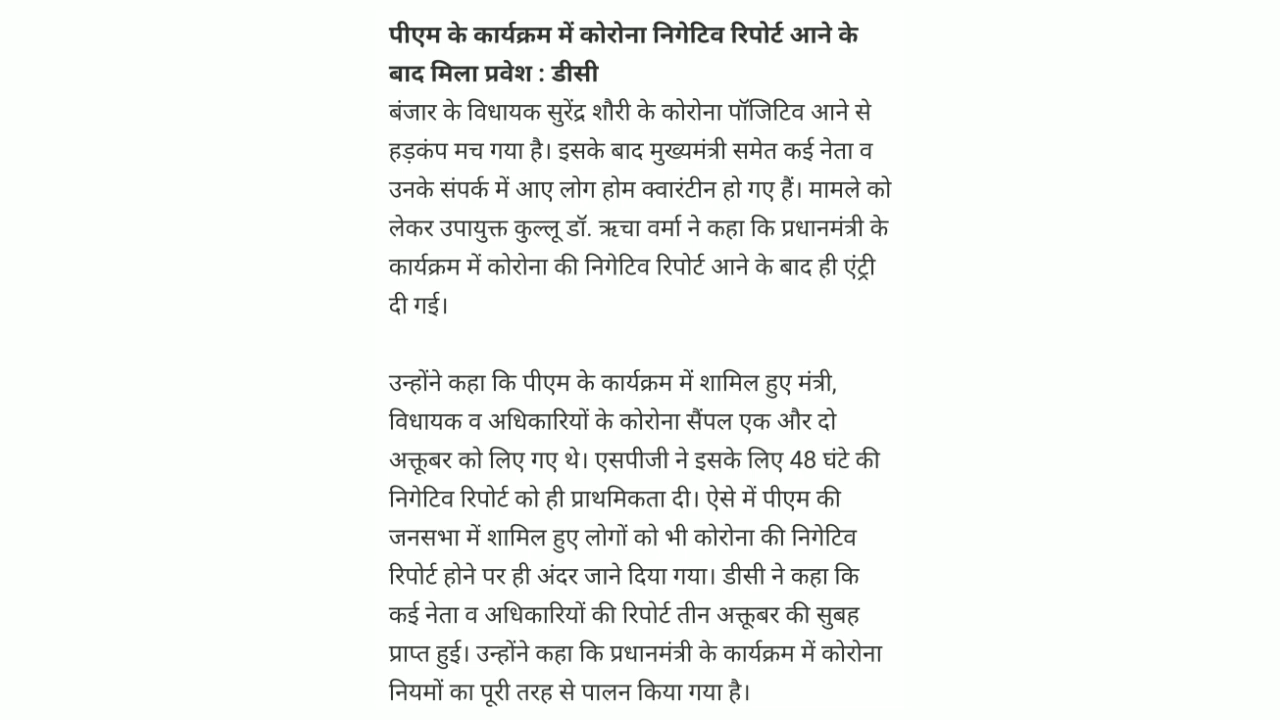 पीएम के कार्यक्रम में कोरोना निगेटिव रिपोर्ट आने के
बाद मिला प्रवेश : डीसी
बंजार के विधायक सुरेंद्र शौरी के कोरोना पॉजिटिव आने से
हड़कंप मच गया है। इसके बाद मुख्यमंत्री समेत कई नेता व
उनके संपर्क में आए लोग होम क्वारंटीन हो गए हैं। मामले को
लेकर उपायुक्त कुल्लू डॉ. ऋचा वर्मा ने कहा कि प्रधानमंत्री के
कार्यक्रम में कोरोना की निगेटिव रिपोर्ट आने के बाद ही एंट्री
दी गई।
उन्होंने कहा कि पीएम के कार्यक्रम में शामिल हुए मंत्री,
विधायक व अधिकारियों के कोरोना सैंपल एक और दो
अक्तूबर को लिए गए थे। एसपीजी ने इसके लिए 48 घंटे की
निगेटिव रिपोर्ट को ही प्राथमिकता दी। ऐसे में पीएम की
जनसभा में शामिल हुए लोगों को भी कोरोना की निगेटिव
रिपोर्ट होने पर ही अंदर जाने दिया गया। डीसी ने कहा कि
कई नेता व अधिकारियों की रिपोर्ट तीन अक्तूबर की सुबह
प्राप्त हुई। उन्होंने कहा कि प्रधानमंत्री के कार्यक्रम में कोरोना
नियमों का पूरी तरह से पालन किया गया है।